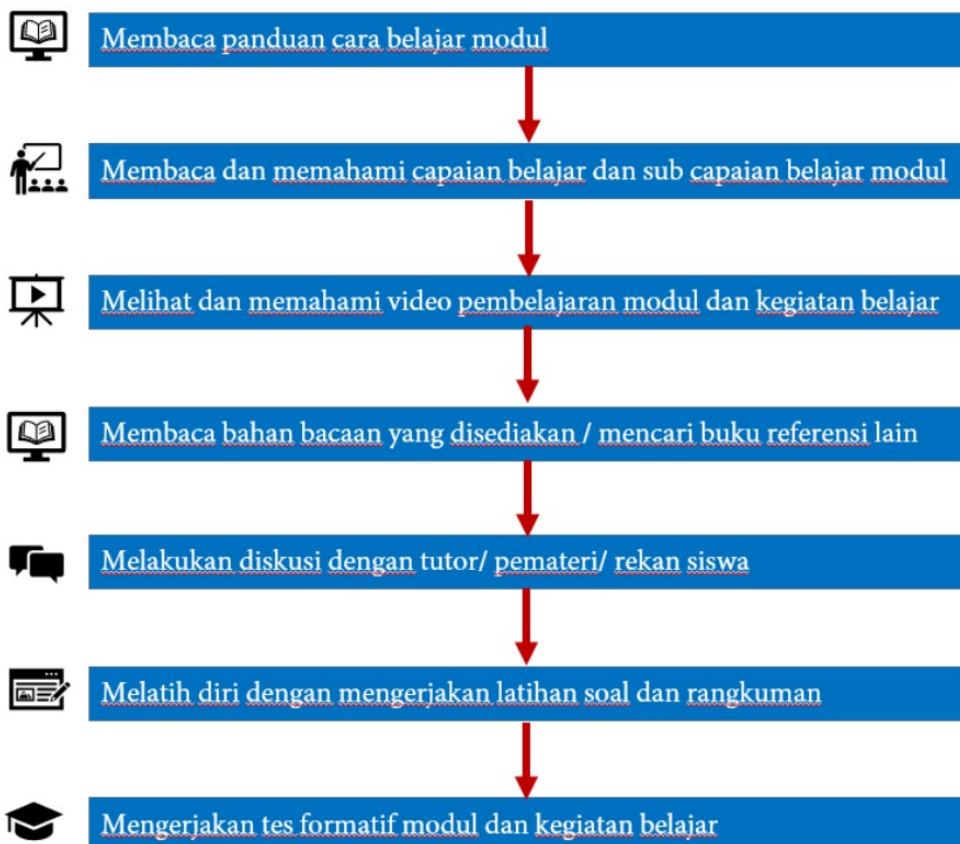 Membaca panduan cara belajar modul
Membaca dan memahami capaian belajar dan sub capaian belajar modul
Melihat dan memahami video pembelajaran modul dan kegiatan belajar
Membaca bahan bacaan yang disediakan / mencari buku referensi lain
Melakukan diskusi dengan tutor/ pemateri/ rekan siswa
Melatih diri dengan mengerjakan latihan soal dan rangkuman
Mengerjakan tes formatif modul dan kegiatan belajar